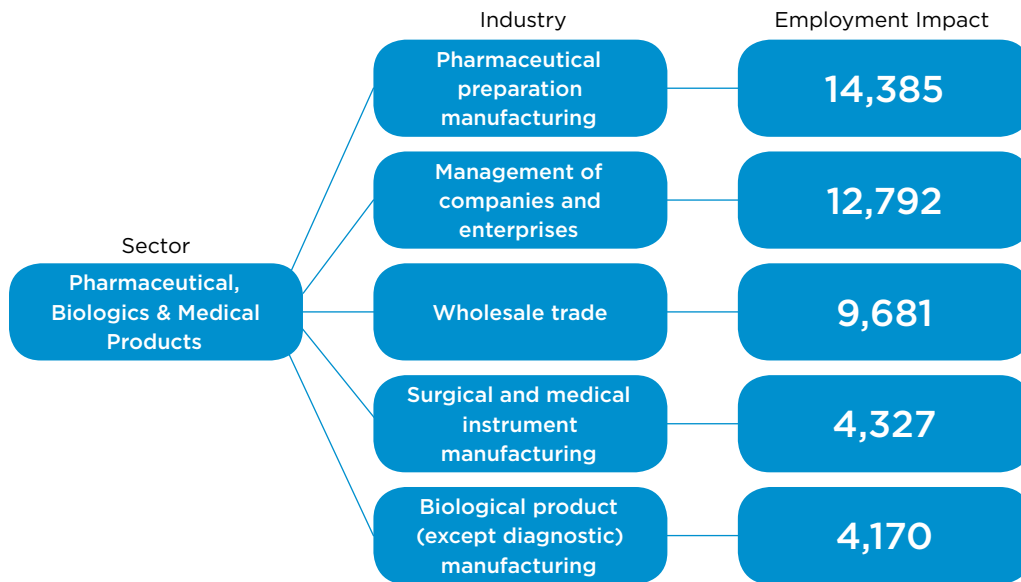 Industry
Employment Impact
Pharmaceutical
preparation
manufacturing
14,385
Management of
companies and
enterprises
12,792
Sector
Pharmaceutical,
Biologics & Medical
Products
Wholesale trade
9,681
Surgical and medical
instrument
manufacturing
4,327
Biological product
(except diagnostic)
manufacturing
4,170